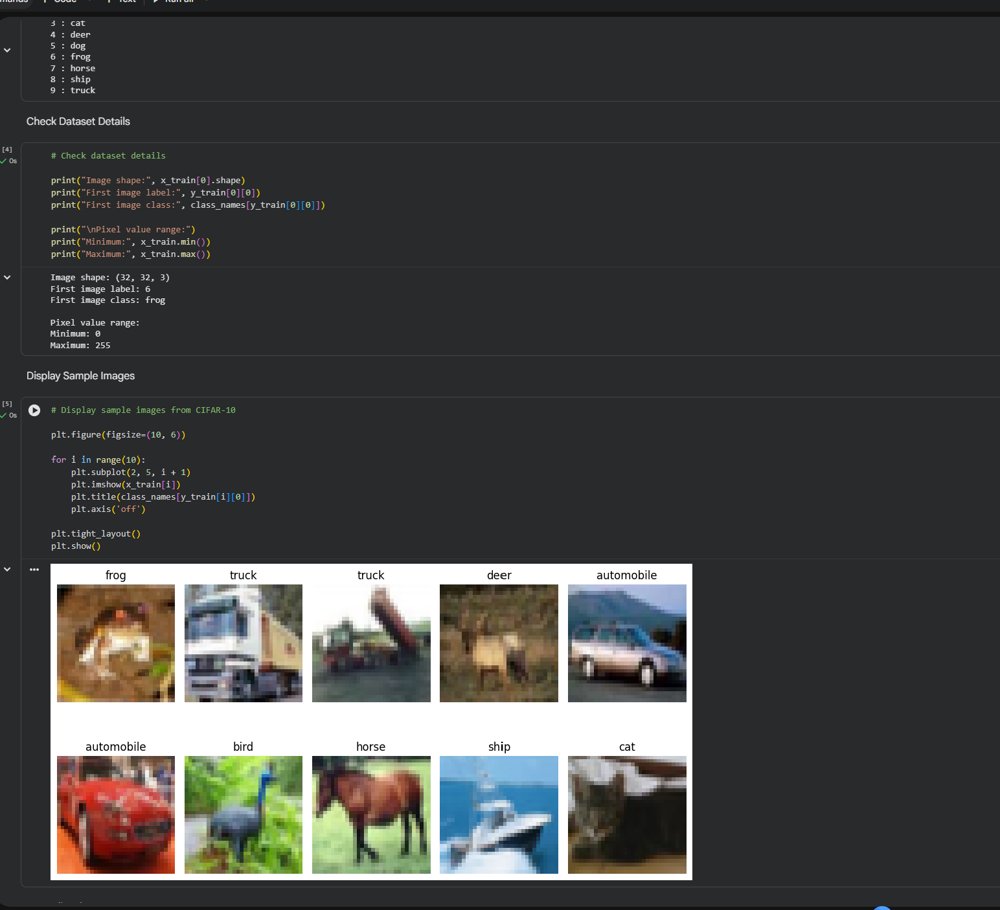 Code
Text
Run all
3 : cat
4 : deer
5 : dog
6 : frog
7 : horse
8 : ship
9 : truck
Check Dataset Details
[4]
0s
# Check dataset details
print("Image shape:", x_train[0].shape)
print("First image label:", y_train[0][0])
print("First image class:", class_names[y_train[0][0]])
print("\nPixel value range:")
print("Minimum:", x_train.min())
print("Maximum:", x_train.max())
Image shape: (32, 32, 3)
First image label: 6
First image class: frog
Pixel value range:
Minimum: 0
Maximum: 255
Display Sample Images
[5]
0s
# Display sample images from CIFAR-10
plt.figure(figsize=(10, 6))
for i in range(10):
    plt.subplot(2, 5, i + 1)
    plt.imshow(x_train[i])
    plt.title(class_names[y_train[i][0]])
    plt.axis('off')
plt.tight_layout()
plt.show()
frog truck truck deer automobile
automobile bird horse ship cat